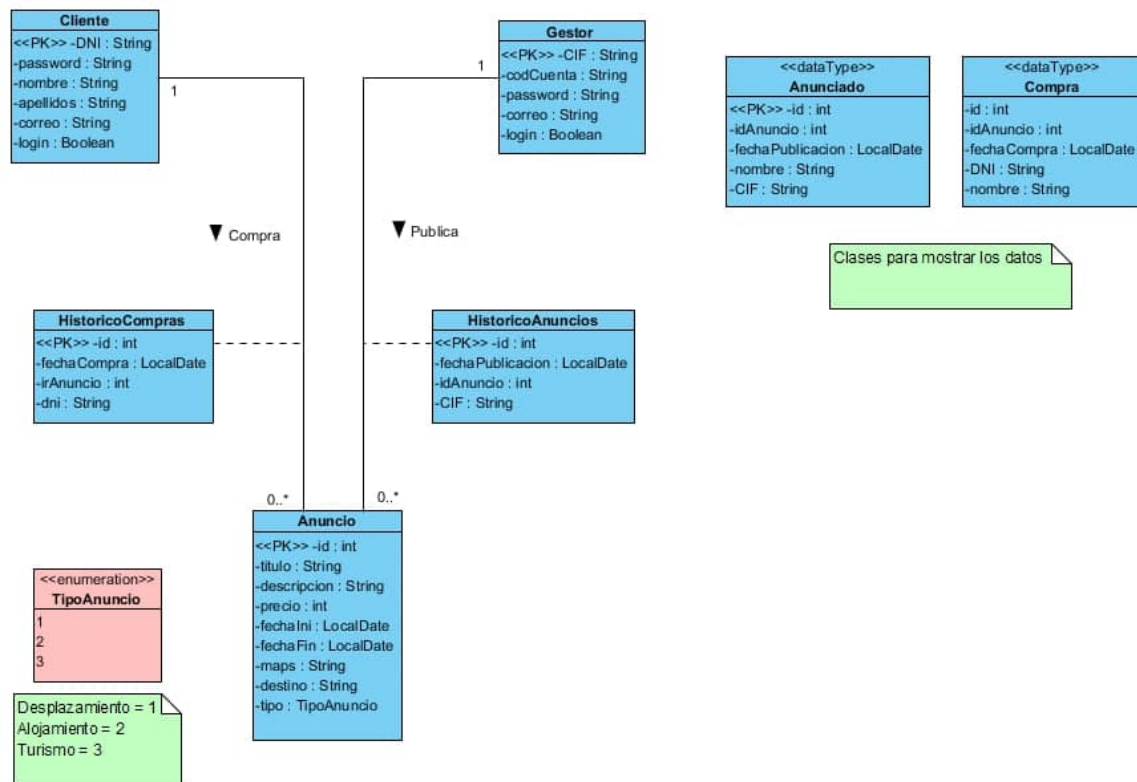 Cliente
<<PK>> -DNI : String
-password : String
-nombre : String
-apellidos : String
-correo : String
-login : Boolean
1
Gestor
<<PK>> -CIF : String
-codCuenta : String
-password : String
-correo : String
-login : Boolean
1
<<dataType>>
Anunciado
<<PK>> -id : int
-idAnuncio : int
-fechaPublicacion : LocalDate
-nombre : String
-CIF : String
<<dataType>>
Compra
-id : int
-idAnuncio : int
-fechaCompra : LocalDate
-DNI : String
-nombre : String
Compra
Publica
Clases para mostrar los datos
HistoricoCompras
<<PK>> -id : int
-fechaCompra : LocalDate
-irAnuncio : int
-dni : String
HistoricoAnuncios
<<PK>> -id : int
-fechaPublicacion : LocalDate
-idAnuncio : int
-CIF : String
0..*
0..*
Anuncio
<<PK>> -id : int
-titulo : String
-descripcion : String
-precio : int
-fechaIni : LocalDate
-fechaFin : LocalDate
-maps : String
-destino : String
-tipo : TipoAnuncio
<<enumeration>>
TipoAnuncio
1
2
3
Desplazamiento = 1
Alojamiento = 2
Turismo = 3